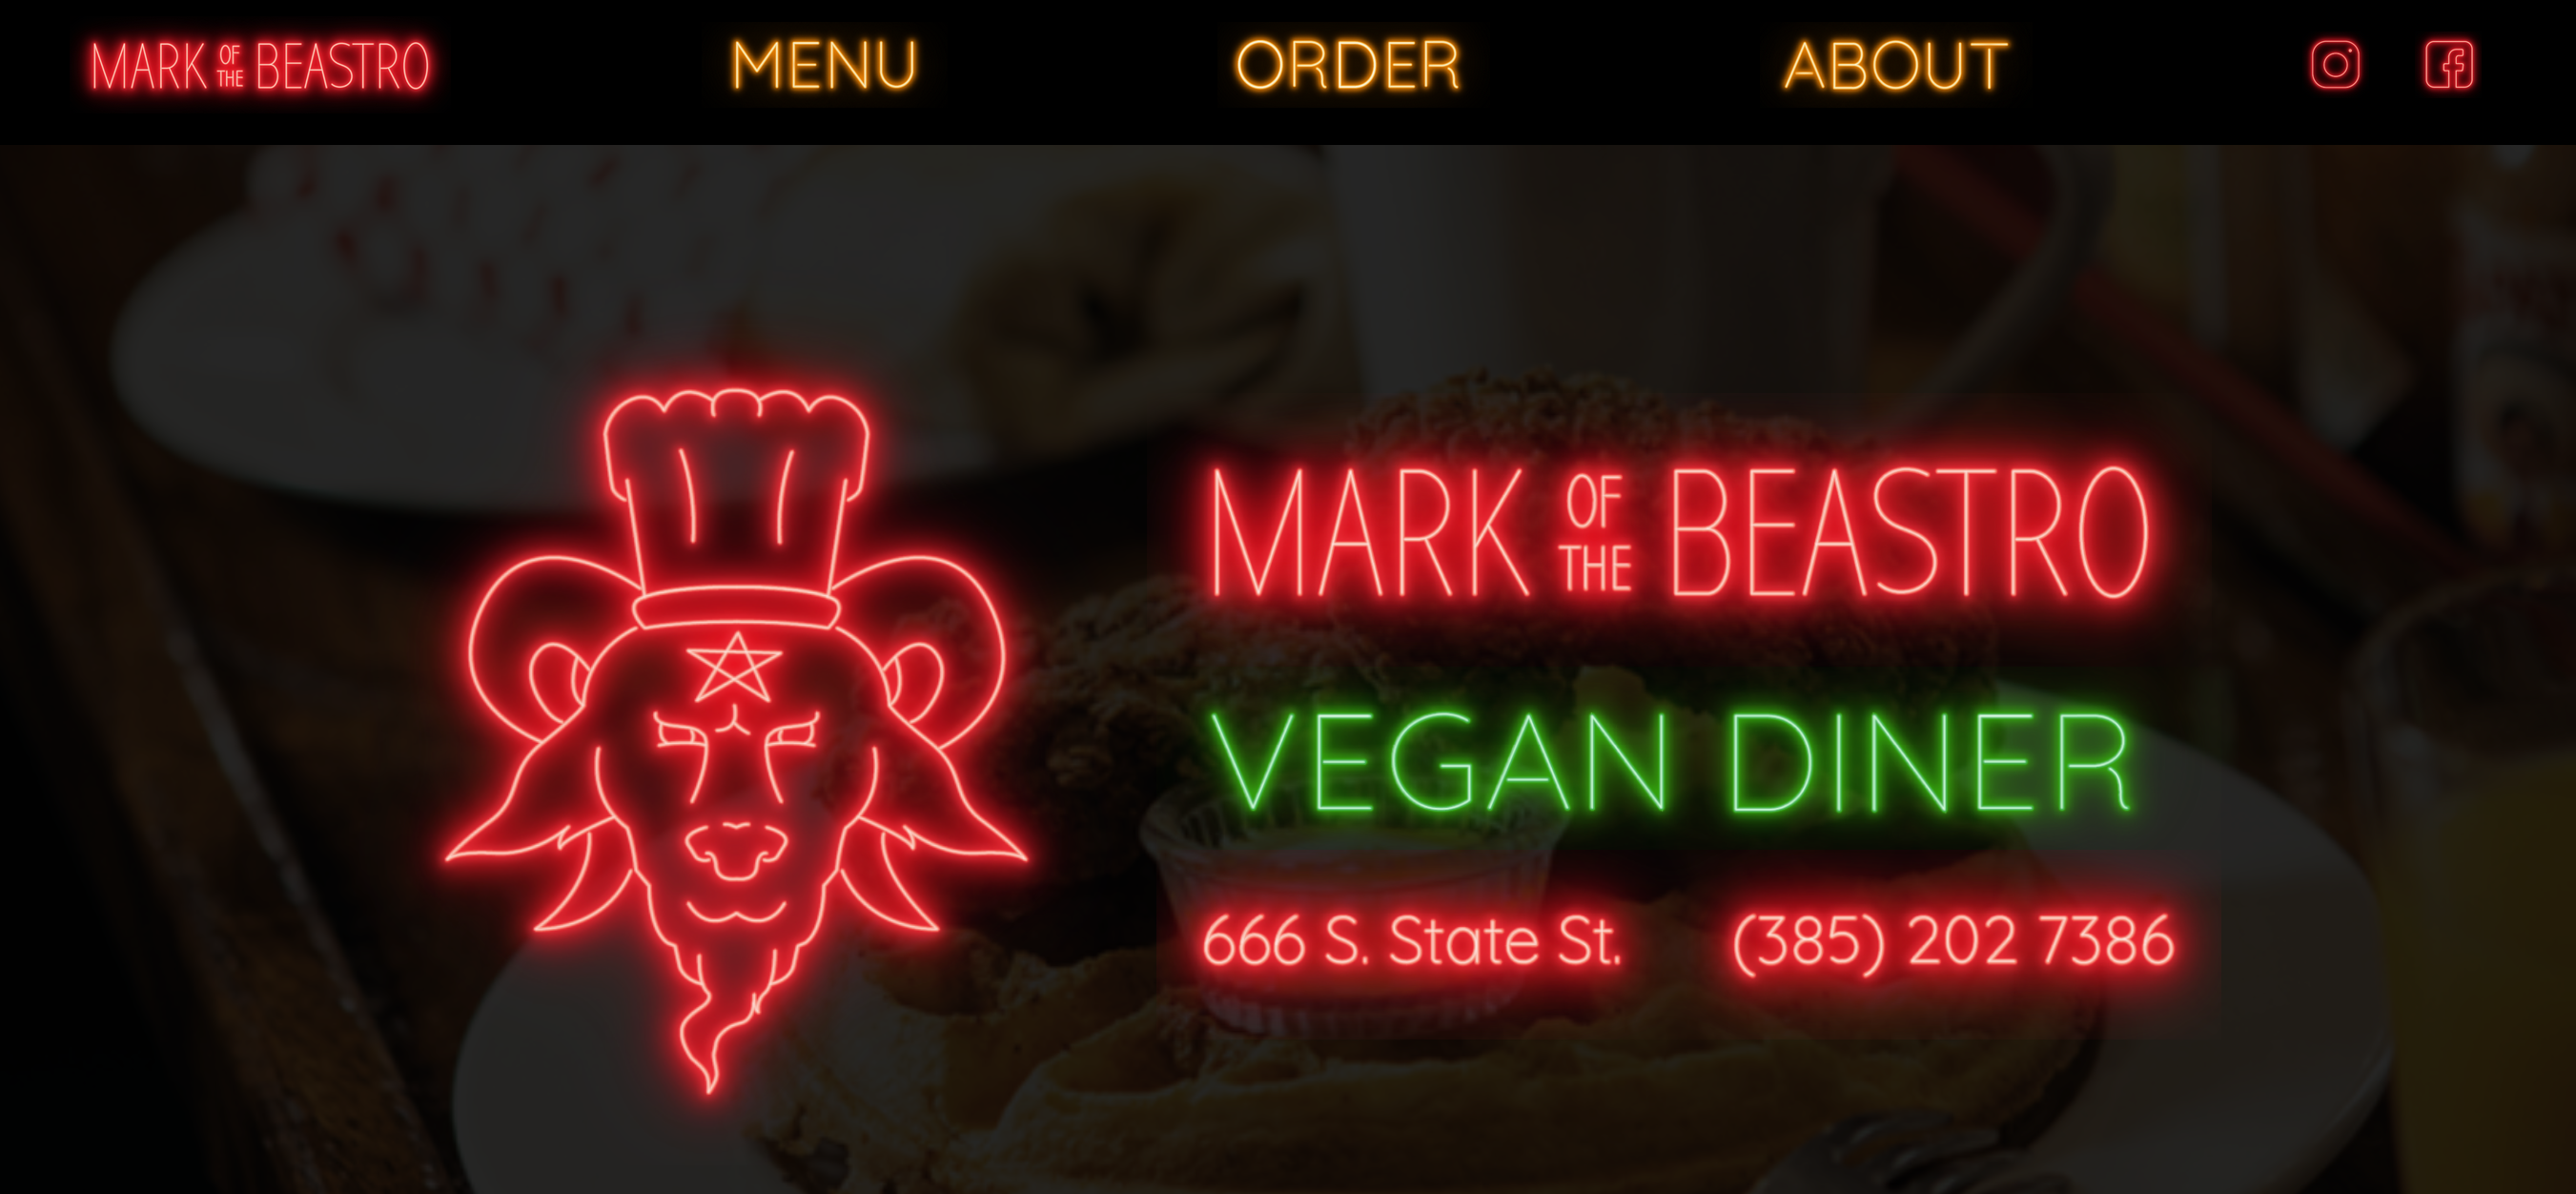 MARK OF THE BEASTRO
MENU
ORDER
ABOUT
MARK OF THE BEASTRO
VEGAN DINER
666 S. State St.
(385) 202 7386